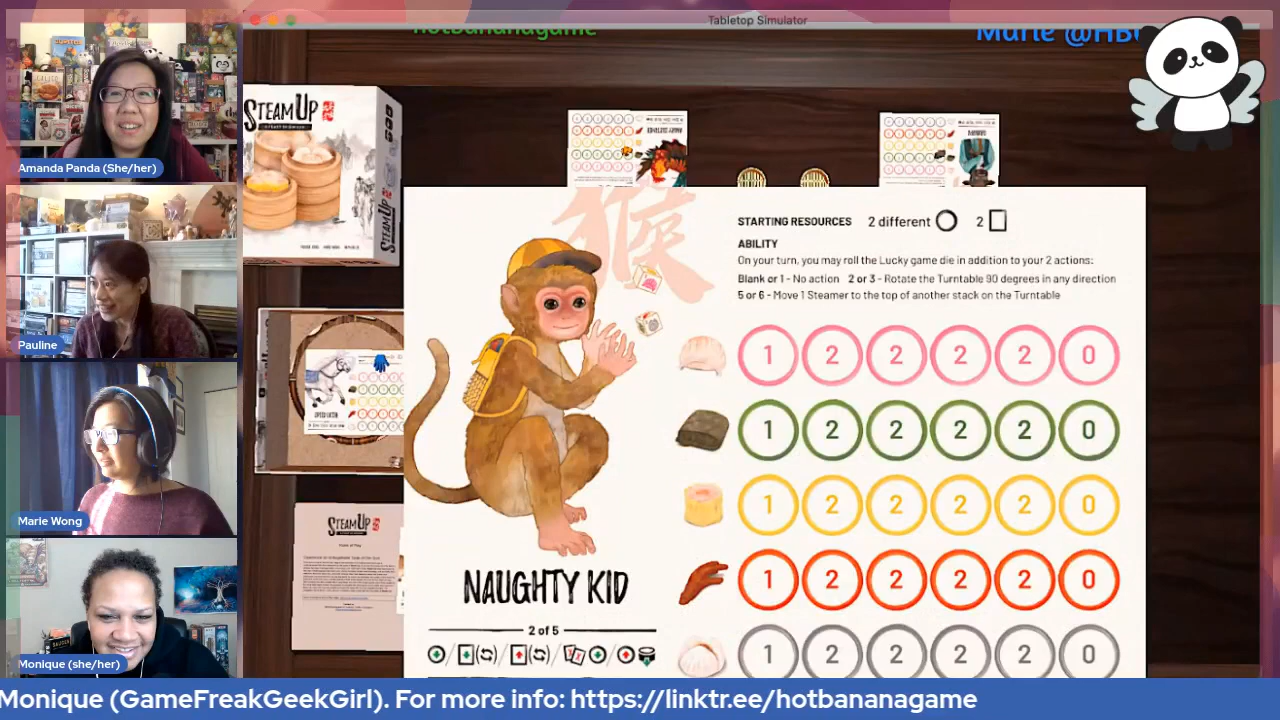 Tabletop Simulator
hotbananagame
Marie @HB
STEAMUP
STEAMUP
猴
STARTING RESOURCES 2 different 2
ABILITY
On your turn, you may roll the Lucky game die in addition to your 2 actions:
Blank or 1 - No action 2 or 3 - Rotate the Turntable 90 degrees in any direction
5 or 6 - Move 1 Steamer to the top of another stack on the Turntable
1 2 2 2 2 0
1 2 2 2 2 0
1 2 2 2 2 0
2 2 2 2 0
1 2 2 2 2 0
NAUGHTY KID
2 of 5
STEAMUP
Amanda Panda (She/her)
Pauline
Marie Wong
Monique (she/her)
Monique (GameFreakGeekGirl). For more info: https://linktr.ee/hotbananagame